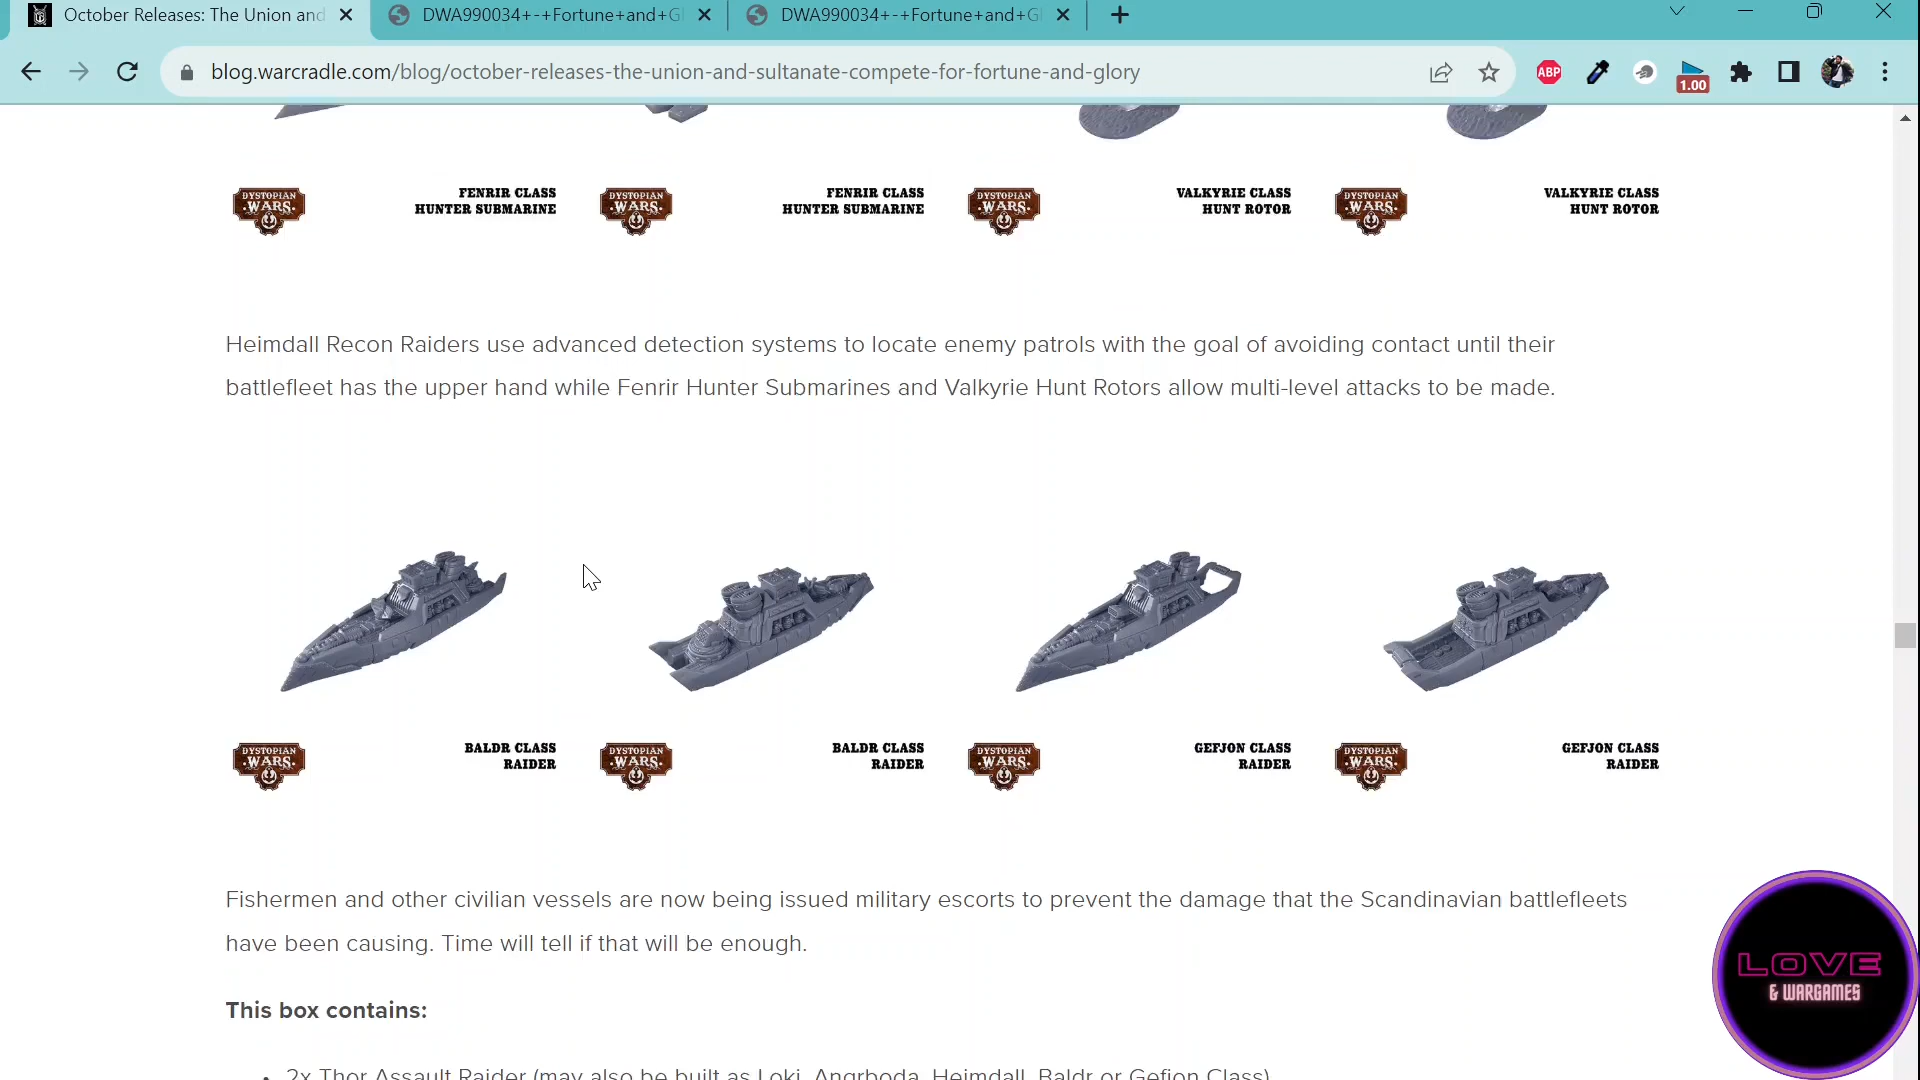 October Releases: The Union and
DWA990034+-+Fortune+and+Gl
DWA990034+-+Fortune+and+Gl
blog.warcradle.com/blog/october-releases-the-union-and-sultanate-compete-for-fortune-and-glory
ABP
1.00
DYSTOPIAN
WARS
FENRIR CLASS
HUNTER SUBMARINE
DYSTOPIAN
WARS
FENRIR CLASS
HUNTER SUBMARINE
DYSTOPIAN
WARS
VALKYRIE CLASS
HUNT ROTOR
DYSTOPIAN
WARS
VALKYRIE CLASS
HUNT ROTOR
Heimdall Recon Raiders use advanced detection systems to locate enemy patrols with the goal of avoiding contact until their
battlefleet has the upper hand while Fenrir Hunter Submarines and Valkyrie Hunt Rotors allow multi-level attacks to be made.
DYSTOPIAN
WARS
BALDR CLASS
RAIDER
DYSTOPIAN
WARS
BALDR CLASS
RAIDER
DYSTOPIAN
WARS
GEFJON CLASS
RAIDER
DYSTOPIAN
WARS
GEFJON CLASS
RAIDER
Fishermen and other civilian vessels are now being issued military escorts to prevent the damage that the Scandinavian battlefleets
have been causing. Time will tell if that will be enough.
This box contains:
• 2x Thor Assault Raider (may also be built as Loki, Angrboda, Heimdall, Baldr or Gefjon Class)
LOVE
& WARGAMES